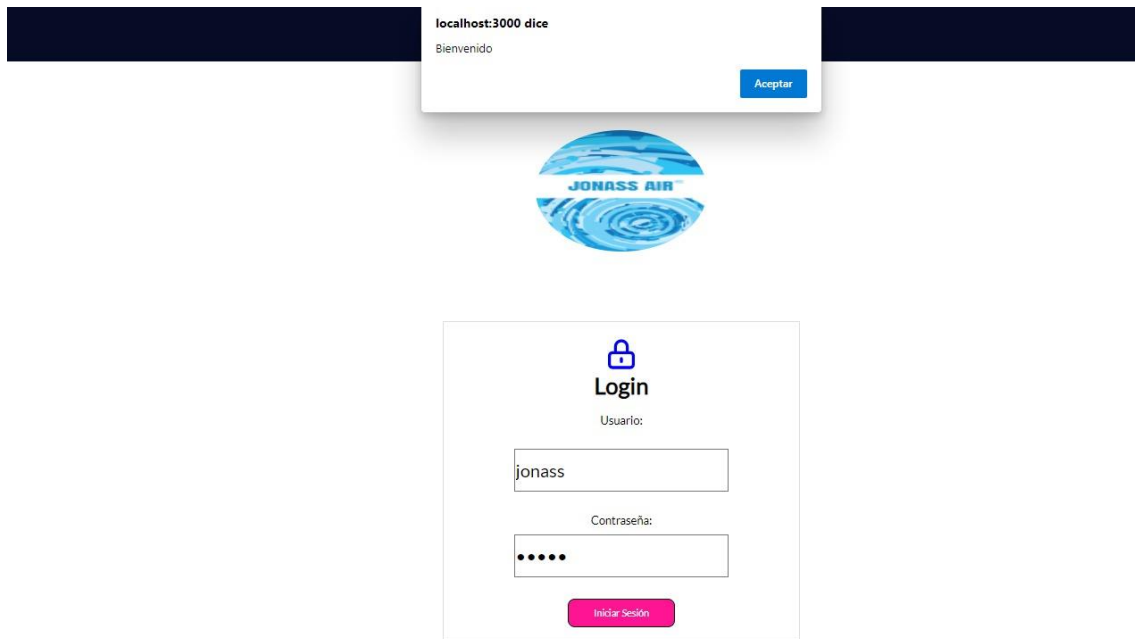 localhost:3000 dice
Bienvenido
Aceptar
JONASS AIR
Login
Usuario:
jonass
Contraseña:
•••••
Iniciar Sesión